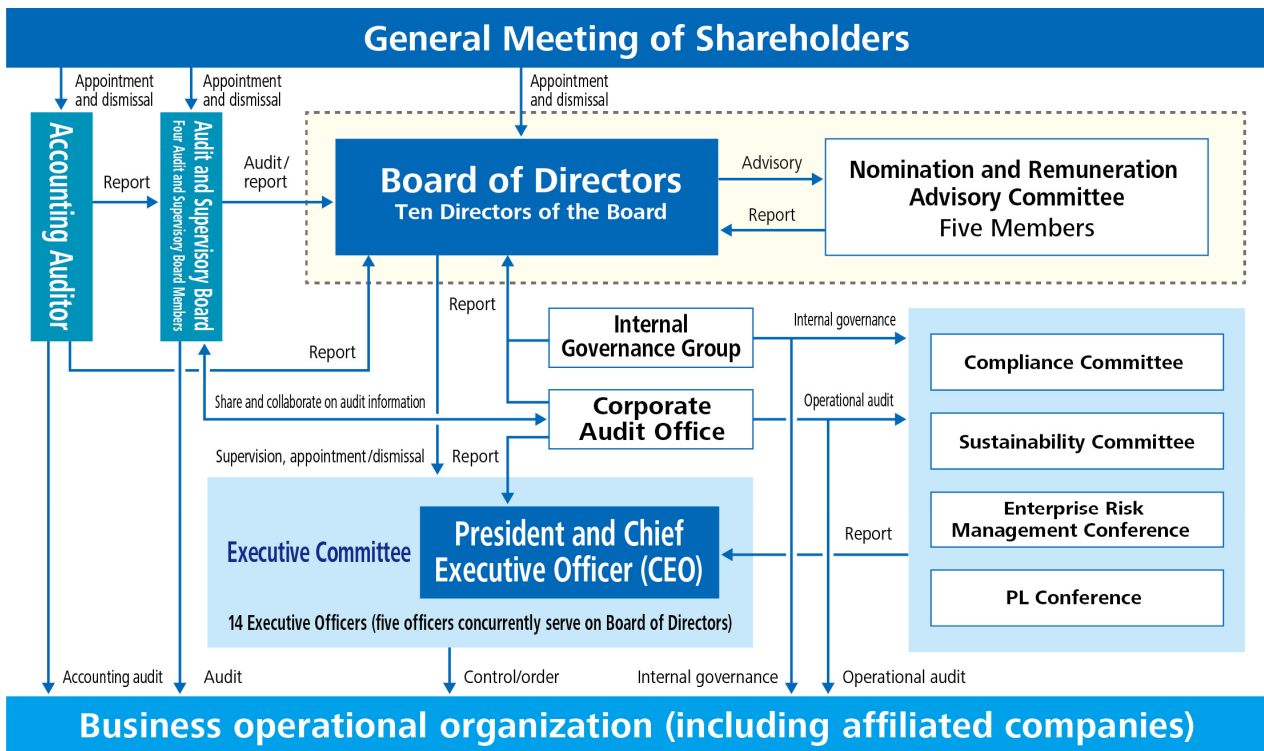 General Meeting of Shareholders
Appointment
and dismissal
Appointment
and dismissal
Appointment
and dismissal
Accounting Auditor
Report
Audit and Supervisory Board
Four Audit and Supervisory Board Members
Audit/
report
Board of Directors
Ten Directors of the Board
Advisory
Report
Nomination and Remuneration
Advisory Committee
Five Members
Report
Report
Internal
Governance Group
Internal governance
Compliance Committee
Share and collaborate on audit information
Corporate
Audit Office
Operational audit
Sustainability Committee
Supervision, appointment/dismissal
Report
Enterprise Risk
Management Conference
Executive Committee
President and Chief
Executive Officer (CEO)
Report
PL Conference
14 Executive Officers (five officers concurrently serve on Board of Directors)
Accounting audit
Audit
Control/order
Internal governance
Operational audit
Business operational organization (including affiliated companies)